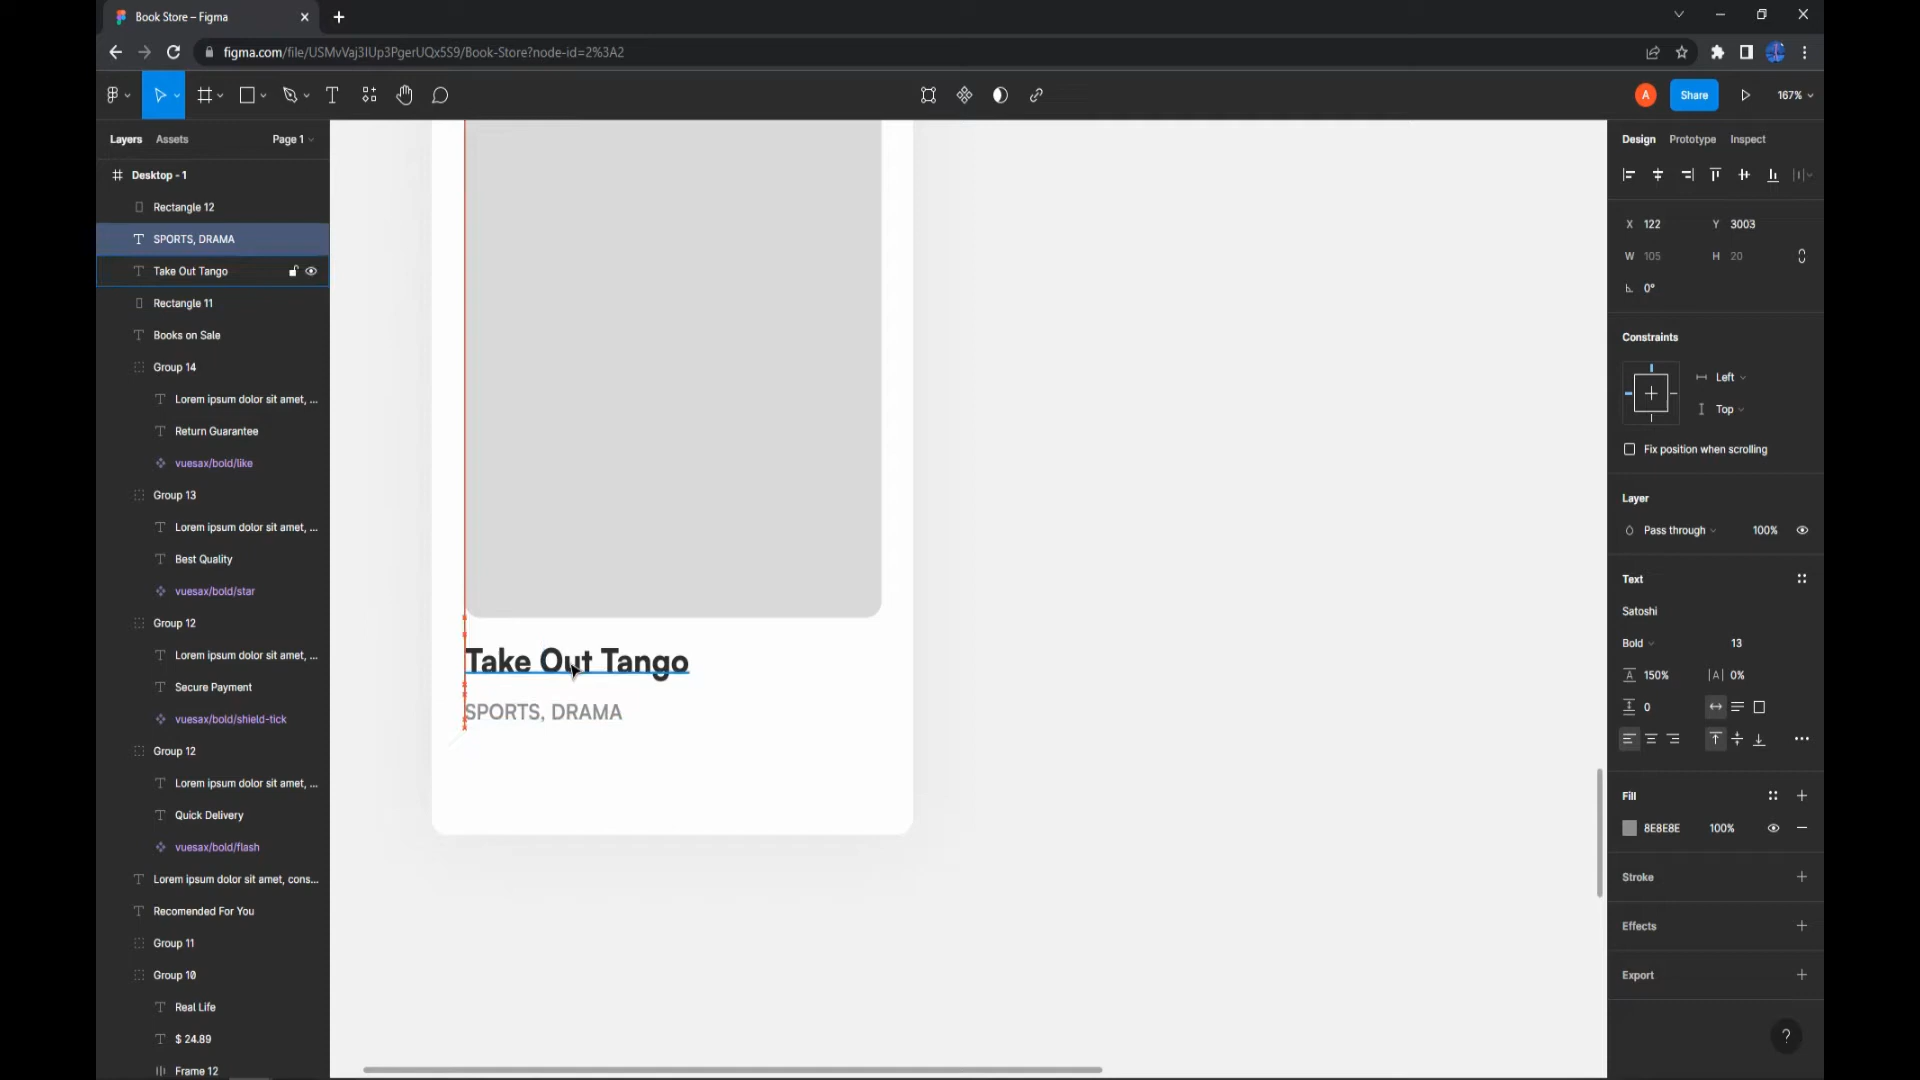 Book Store – Figma
figma.com/file/USMvVaj3IUp3PgerUQx5S9/Book-Store?node-id=2%3A2
A
Share
167%
Layers
Assets
Page 1
Design
Prototype
Inspect
Desktop - 1
Rectangle 12
SPORTS, DRAMA
Take Out Tango
Rectangle 11
Books on Sale
Group 14
Lorem ipsum dolor sit amet, ...
Return Guarantee
vuesax/bold/like
Group 13
Lorem ipsum dolor sit amet, ...
Best Quality
vuesax/bold/star
Group 12
Lorem ipsum dolor sit amet, ...
Secure Payment
vuesax/bold/shield-tick
Group 12
Lorem ipsum dolor sit amet, ...
Quick Delivery
vuesax/bold/flash
Lorem ipsum dolor sit amet, cons...
Recomended For You
Group 11
Group 10
Real Life
$ 24.89
Frame 12
Take Out Tango
SPORTS, DRAMA
X 122 Y 3003
W 105 H 20
0°
Constraints
Left
Top
Fix position when scrolling
Layer
Pass through 100%
Text
Satoshi
Bold 13
150% |A| 0%
0
Fill
8E8E8E 100%
Stroke
Effects
Export
?